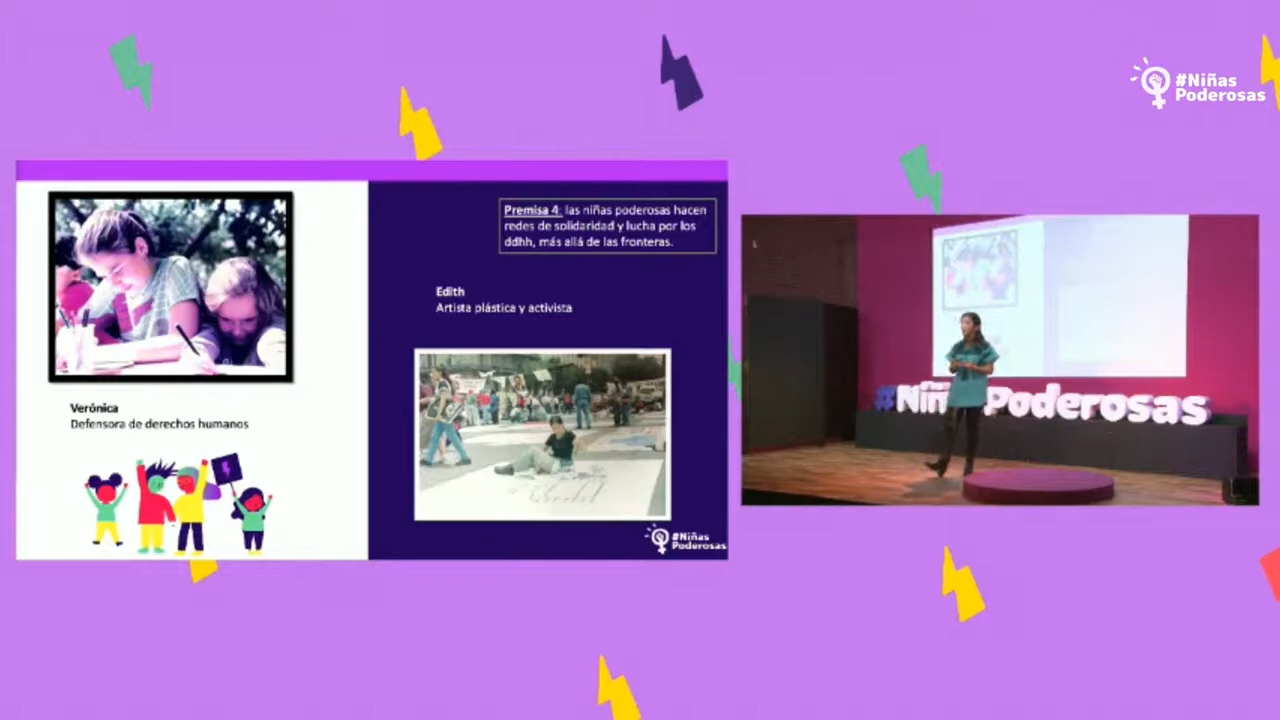 #Niñas
Poderosas
Premisa 4: las niñas poderosas hacen
redes de solidaridad y lucha por los
ddhh, más allá de las fronteras.
Edith
Artista plástica y activista
Verónica
Defensora de derechos humanos
#Niñas
Poderosas
#Niñ Poderosas